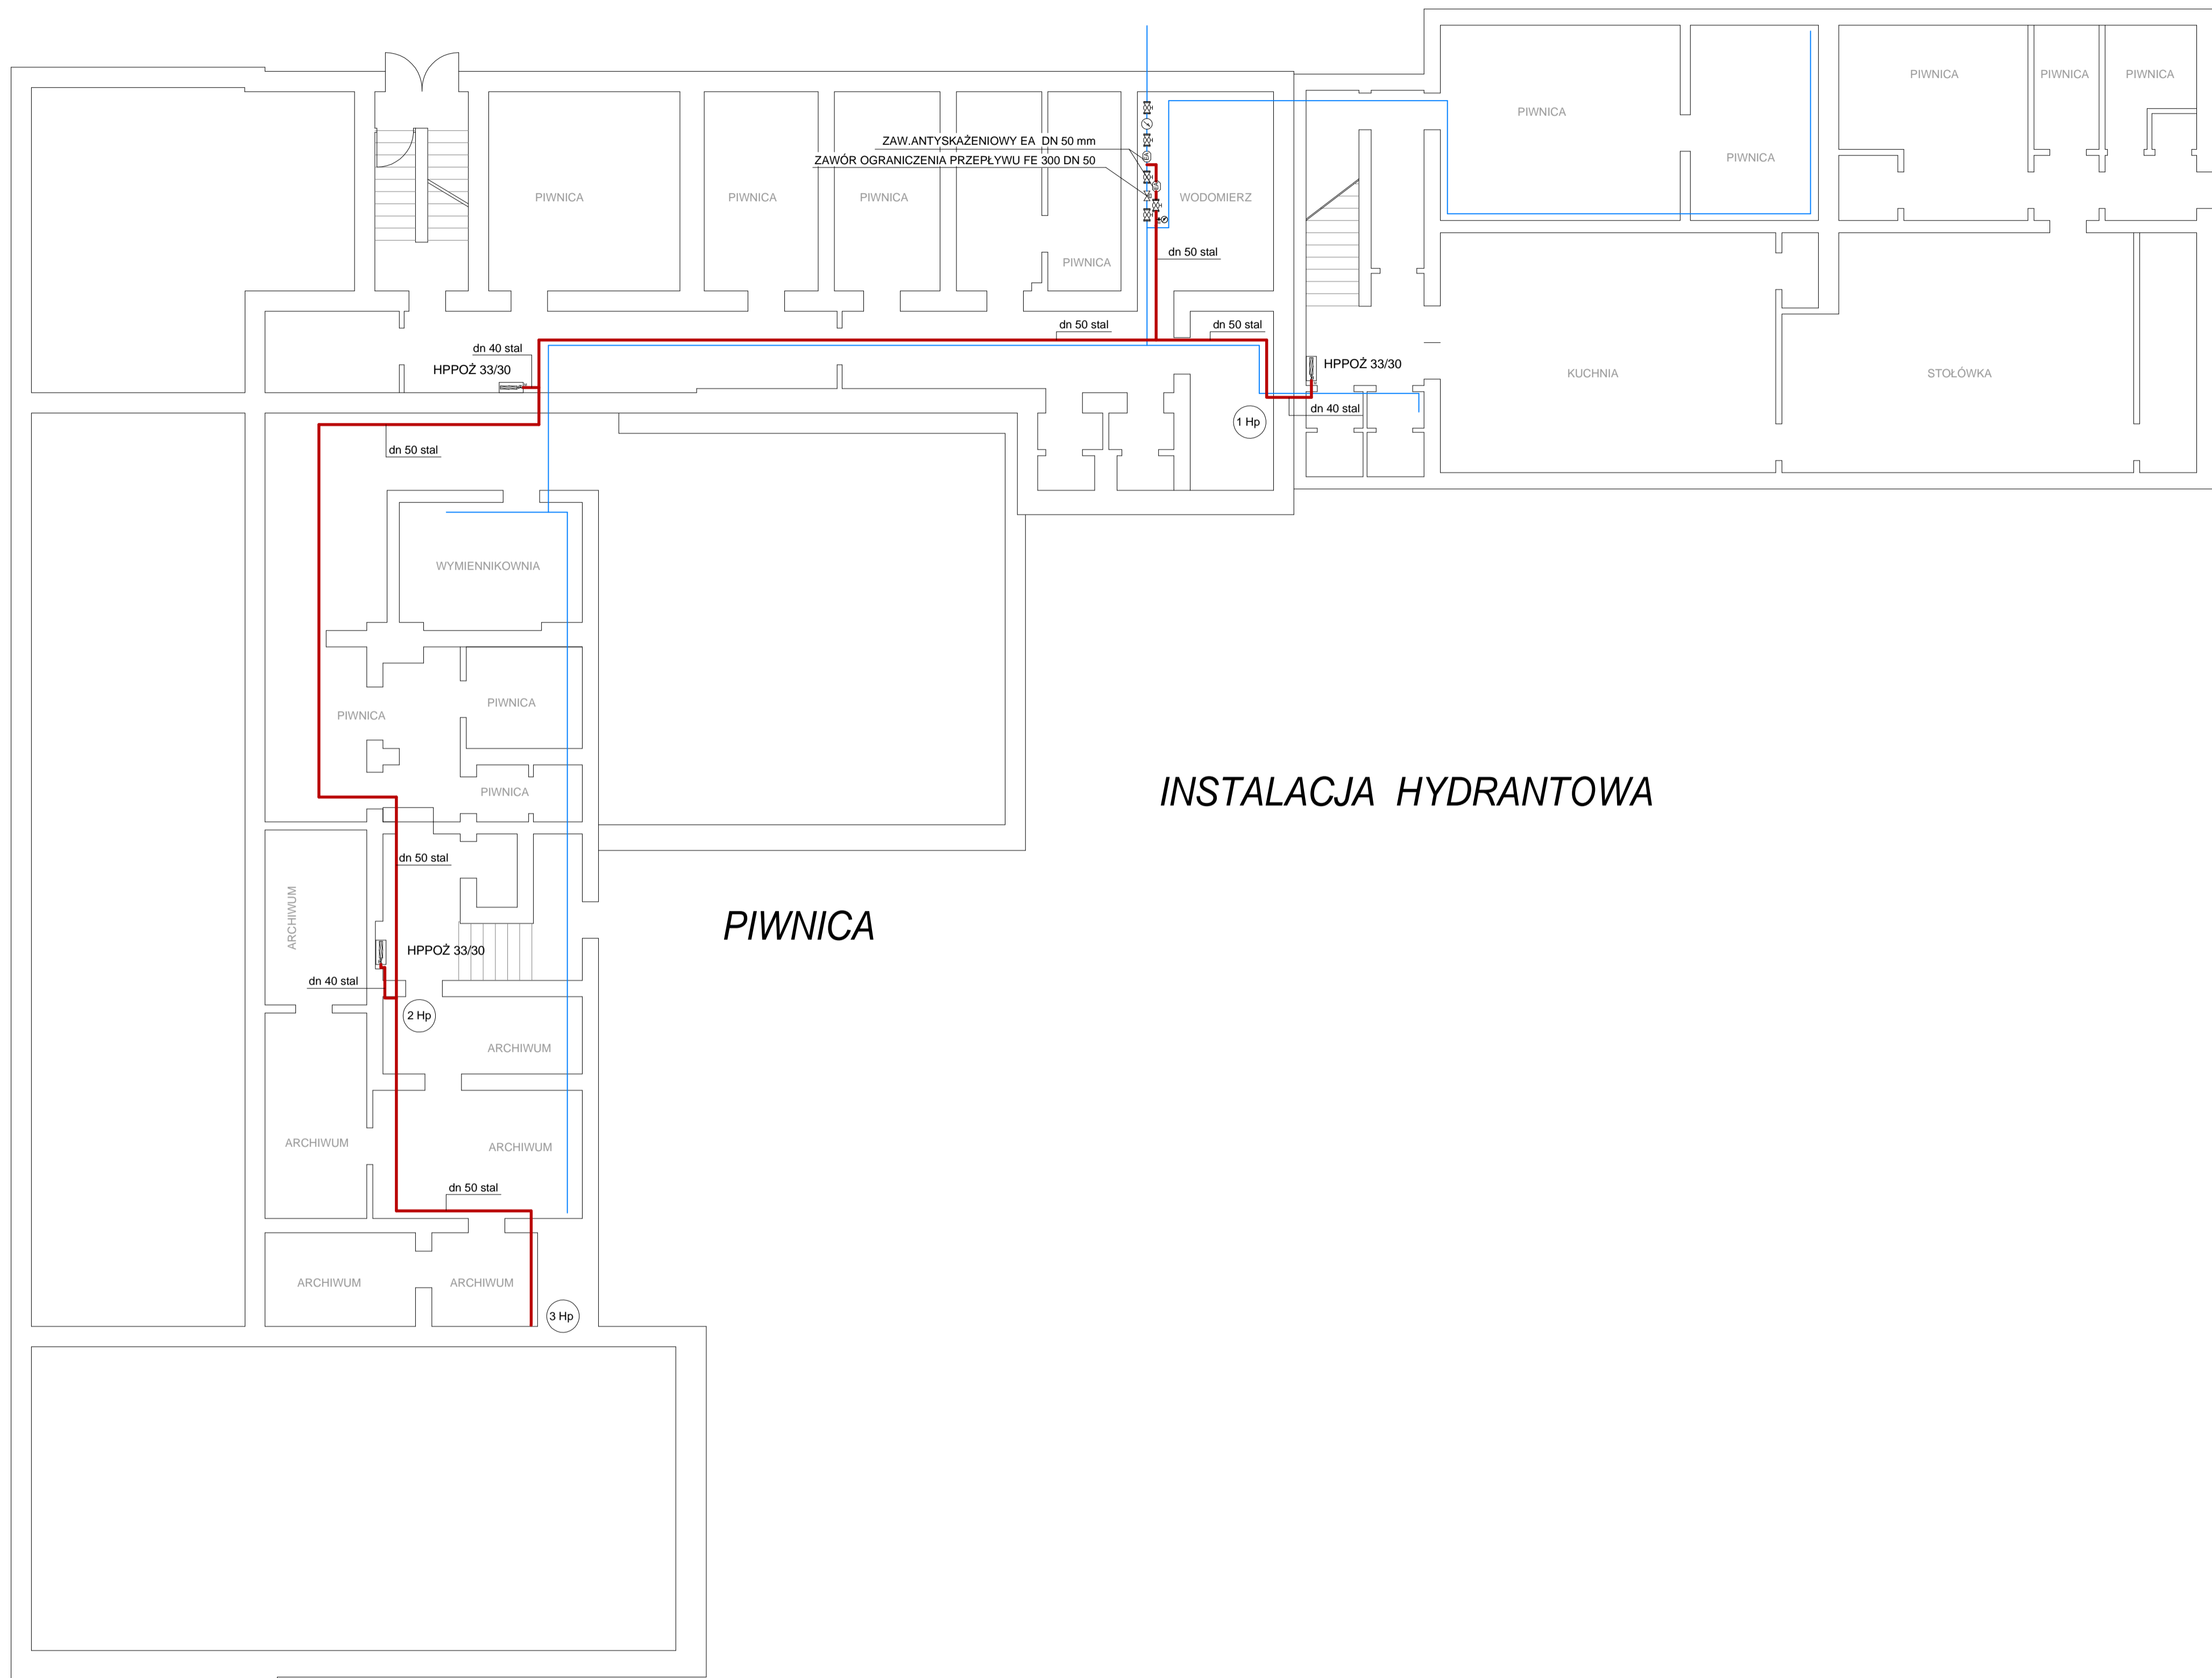 PIWNICA
PIWNICA
PIWNICA
PIWNICA
ZAW.ANTYSKAŻENIOWY EA DN 50 mm
ZAWÓR OGRANICZENIA PRZEPŁYWU FE 300 DN 50
PIWNICA
PIWNICA
PIWNICA
PIWNICA
WODOMIERZ
PIWNICA
PIWNICA
dn 50 stal
dn 50 stal
dn 50 stal
dn 40 stal
HPPOŻ 33/30
HPPOŻ 33/30
KUCHNIA
STOŁÓWKA
dn 40 stal
1 Hp
dn 50 stal
WYMIENNIKOWNIA
PIWNICA
PIWNICA
PIWNICA
INSTALACJA HYDRANTOWA
dn 50 stal
ARCHIWUM
PIWNICA
HPPOŻ 33/30
dn 40 stal
2 Hp
ARCHIWUM
ARCHIWUM
ARCHIWUM
dn 50 stal
ARCHIWUM
ARCHIWUM
3 Hp